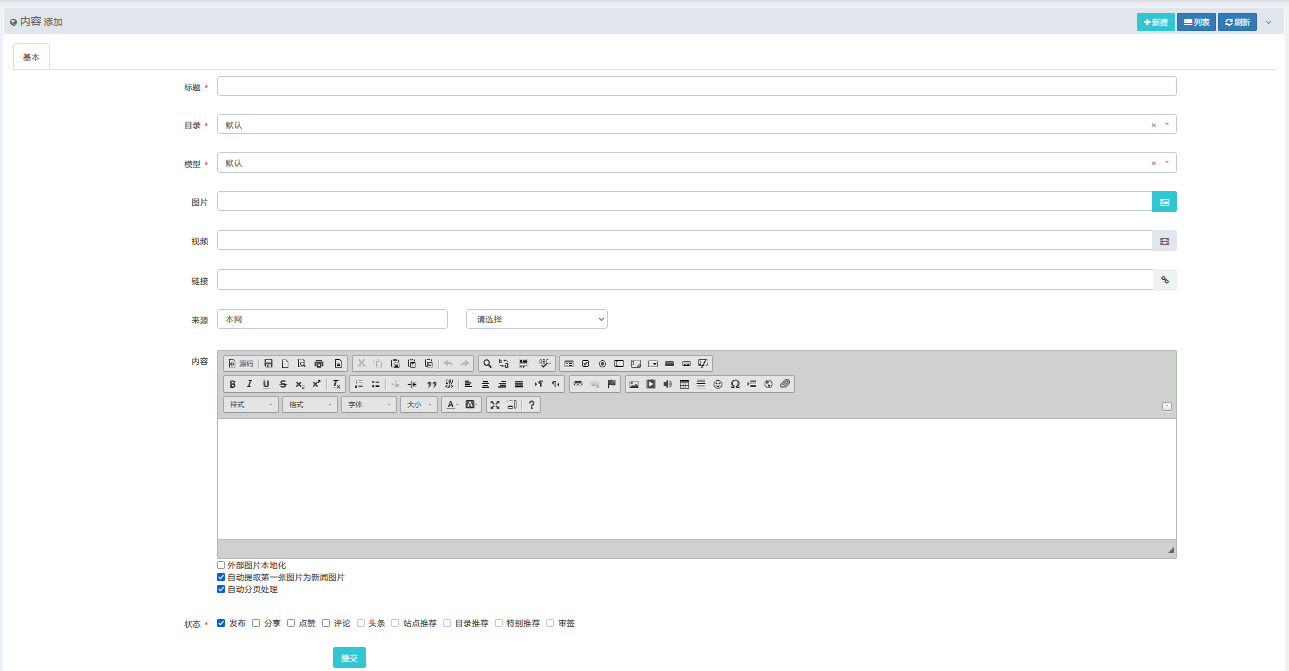 内容 添加
新建 列表 刷新
基本
标题 *
目录 * 默认 ×
模型 * 默认 ×
图片
视频
链接
来源 本网 请选择
内容 源码
B I U S x₂ x² Tx
样式 格式 字体 大小 A A ?
外部图片本地化
自动提取第一张图片为新闻图片
自动分页处理
状态 * 发布 分享 点赞 评论 头条 站点推荐 目录推荐 特别推荐 审签
提交